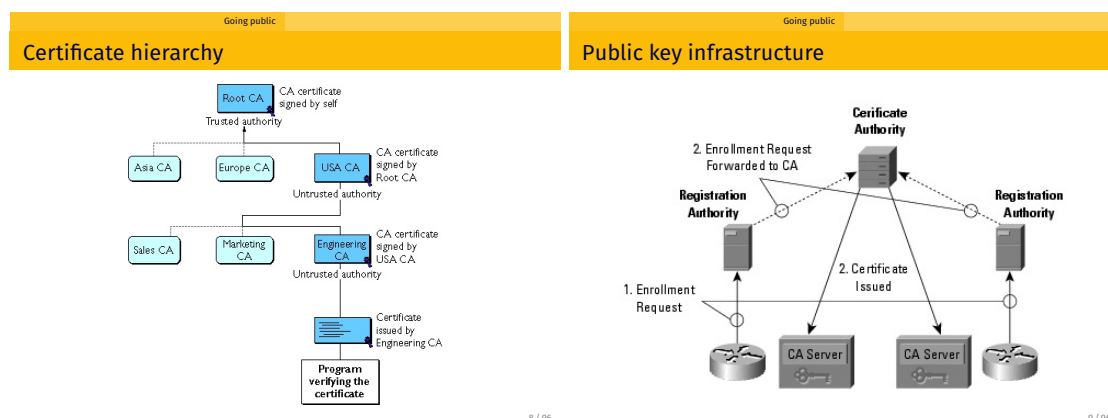 Going public
Certificate hierarchy
Root CA
CA certificate
signed by self
Trusted authority
Asia CA
Europe CA
USA CA
CA certificate
signed by
Root CA
Untrusted authority
Sales CA
Marketing
CA
Engineering
CA
CA certificate
signed by
USA CA
Untrusted authority
Certificate
issued by
Engineering CA
Program
verifying the
certificate
Going public
Public key infrastructure
Cerificate
Authority
2. Enrollment Request
Forwarded to CA
Registration
Authority
Registration
Authority
2. Certificate
Issued
1. Enrollment
Request
CA Server
CA Server